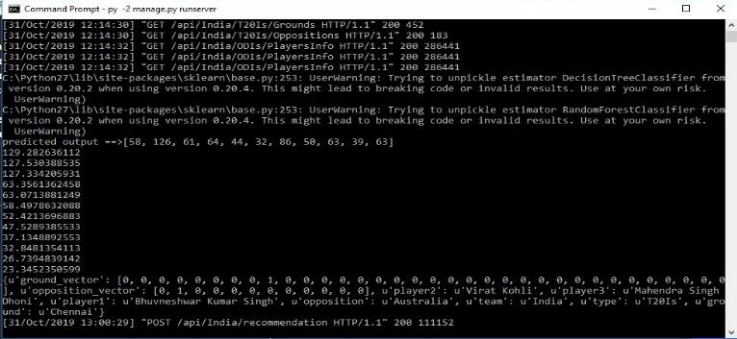 Command Prompt - py -2 manage.py runserver
[31/Oct/2019 12:14:30] "GET /api/India/T20Is/Grounds HTTP/1.1" 200 452
[31/Oct/2019 12:14:30] "GET /api/India/T20Is/Oppositions HTTP/1.1" 200 183
[31/Oct/2019 12:14:32] "GET /api/India/ODIs/PlayersInfo HTTP/1.1" 200 286441
[31/Oct/2019 12:14:32] "GET /api/India/ODIs/PlayersInfo HTTP/1.1" 200 286441
[31/Oct/2019 12:14:32] "GET /api/India/ODIs/PlayersInfo HTTP/1.1" 200 286441
C:\Python27\lib\site-packages\sklearn\base.py:253: UserWarning: Trying to unpickle estimator DecisionTreeClassifier from
version 0.20.2 when using version 0.20.4. This might lead to breaking code or invalid results. Use at your own risk.
UserWarning)
C:\Python27\lib\site-packages\sklearn\base.py:253: UserWarning: Trying to unpickle estimator RandomForestClassifier from
version 0.20.2 when using version 0.20.4. This might lead to breaking code or invalid results. Use at your own risk.
UserWarning)
predicted output ==>[58, 126, 61, 64, 44, 32, 86, 50, 63, 39, 63]
129.282636112
127.530388535
127.334205931
63.3561362458
63.0713881249
58.4978632088
52.4213696883
47.5289385533
37.1348892553
32.8481354113
26.7394839142
23.3452350599
{u'ground_vector': [0, 0, 0, 0, 0, 0, 0, 0, 0, 1, 0, 0, 0, 0, 0, 0, 0, 0, 0, 0, 0, 0, 0, 0, 0, 0, 0, 0, 0, 0, 0, 0, 0
], u'opposition_vector': [0, 1, 0, 0, 0, 0, 0, 0, 0, 0, 0, 0, 0], u'player2': u'Virat Kohli', u'player3': u'Mahendra Singh
Dhoni', u'player1': u'Bhuvneshwar Kumar Singh', u'opposition': u'Australia', u'team': u'India', u'type': u'T20Is', u'gro
und': u'Chennai'}
[31/Oct/2019 13:00:29] "POST /api/India/recommendation HTTP/1.1" 200 111152